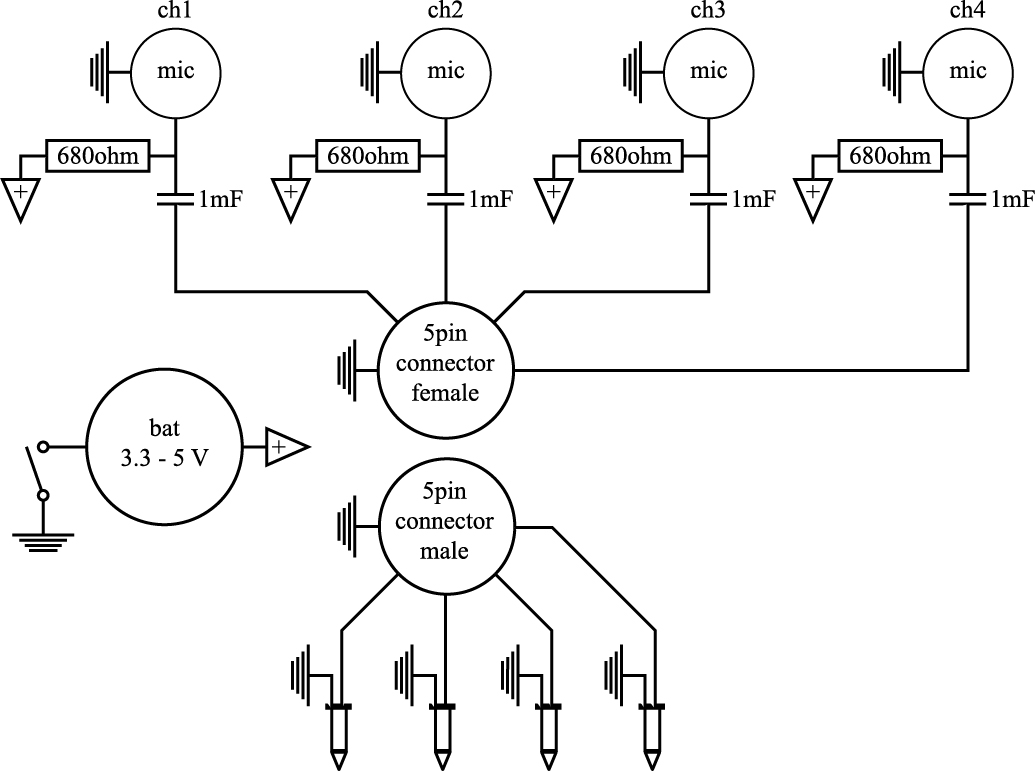 ch1
ch2
ch3
ch4
mic
mic
mic
mic
680ohm
680ohm
680ohm
680ohm
+
1mF
+
1mF
+
1mF
+
1mF
5pin
connector
female
bat
3.3 - 5 V
+
5pin
connector
male